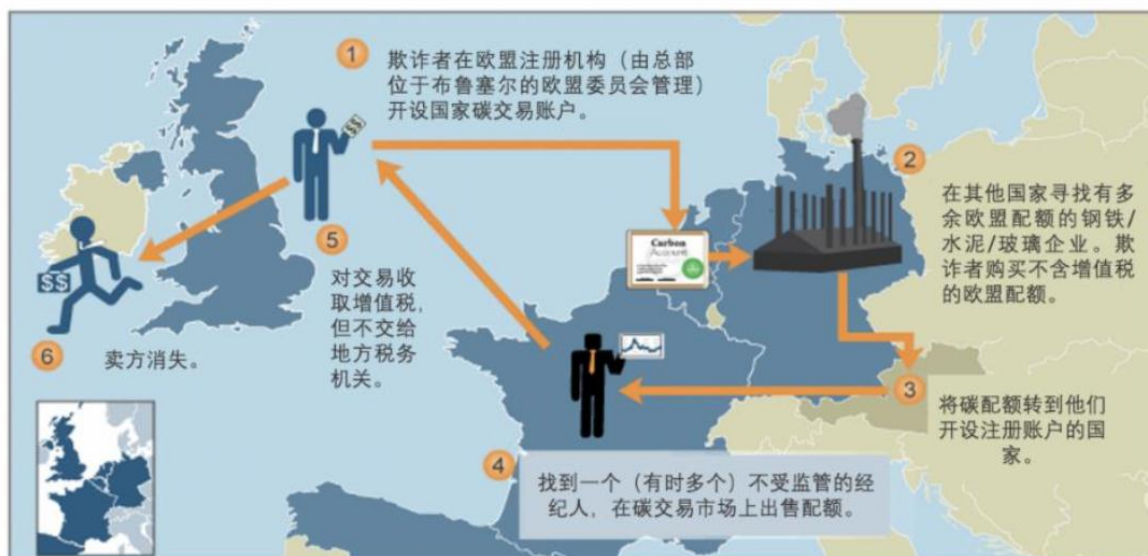 1
欺诈者在欧盟注册机构（由总部
位于布鲁塞尔的欧盟委员会管理）
开设国家碳交易账户。
$$
2
在其他国家寻找有多
余欧盟配额的钢铁/
水泥/玻璃企业。欺
诈者购买不含增值税
的欧盟配额。
Carbon
Account
3
将碳配额转到他们
开设注册账户的国
家。
4
找到一个（有时多个）不受监管的经
纪人，在碳交易市场上出售配额。
5
对交易收
取增值税，
但不交给
地方税务
机关。
$$
6
卖方消失。